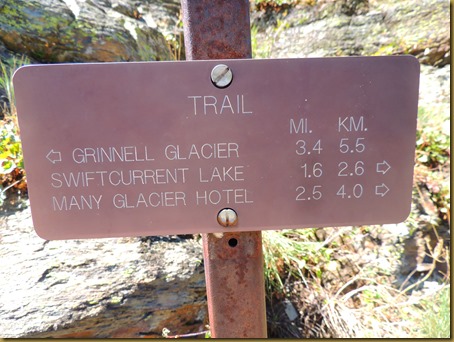 TRAIL
MI. KM.
⇦ GRINNELL GLACIER 3.4 5.5
SWIFTCURRENT LAKE 1.6 2.6 ⇨
MANY GLACIER HOTEL 2.5 4.0 ⇨